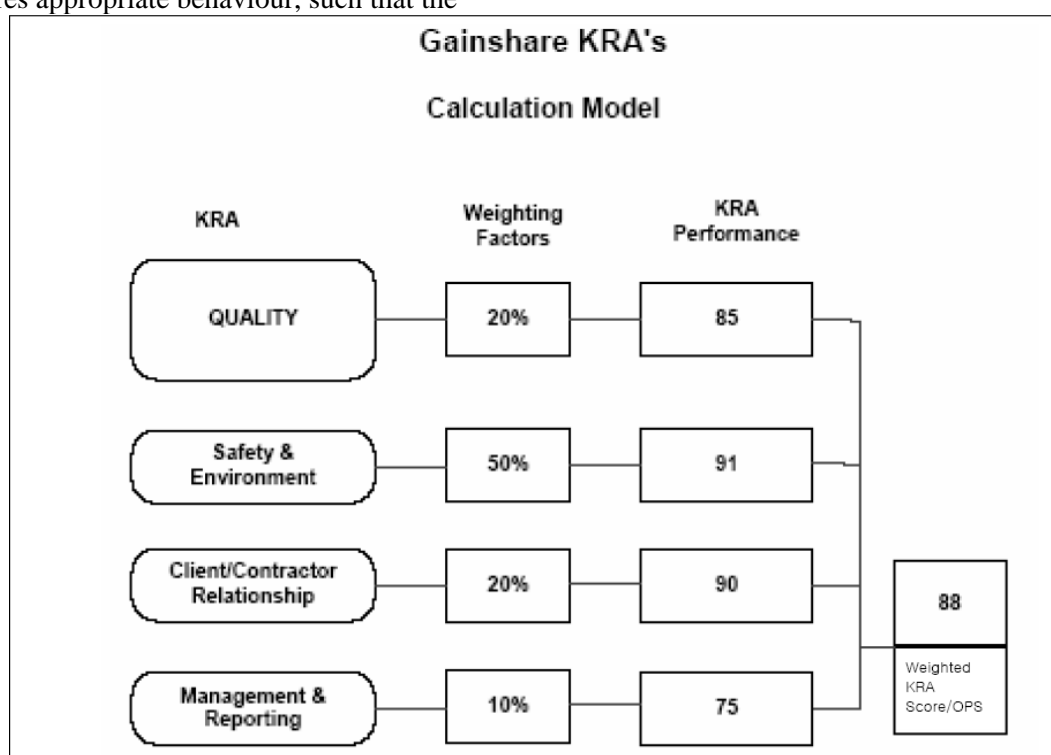 res appropriate behaviour, such that the
Gainshare KRA's
Calculation Model
KRA
Weighting
Factors
KRA
Performance
QUALITY
20%
85
Safety &
Environment
50%
91
Client/Contractor
Relationship
20%
90
88
Weighted
KRA
Score/OPS
Management &
Reporting
10%
75